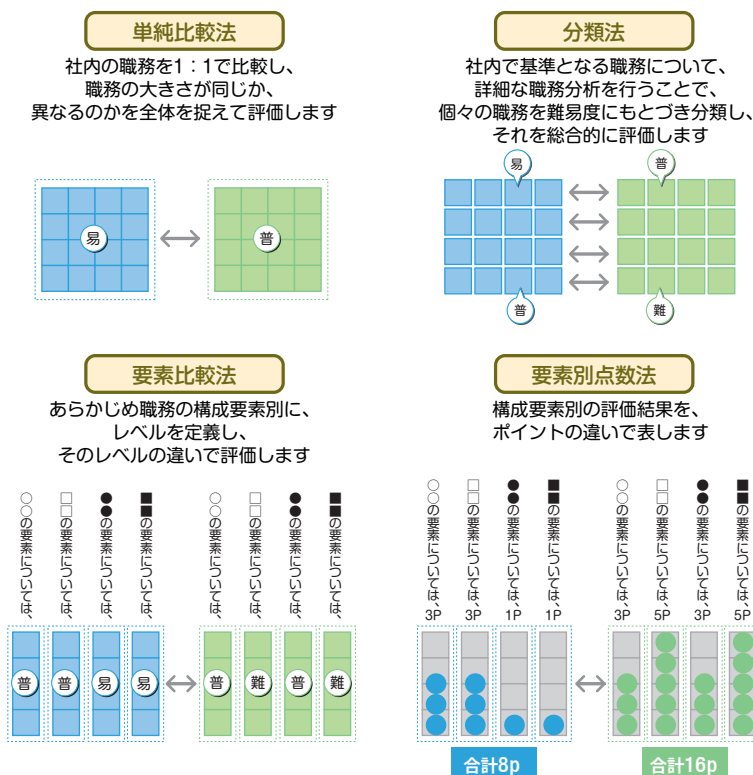 単純比較法
社内の職務を1：1で比較し、
職務の大きさが同じか、
異なるのかを全体を捉えて評価します
易
普
分類法
社内で基準となる職務について、
詳細な職務分析を行うことで、
個々の職務を難易度にもとづき分類し、
それを総合的に評価します
易
普
普
難
要素比較法
あらかじめ職務の構成要素別に、
レベルを定義し、
そのレベルの違いで評価します
○○の要素については、
□□の要素については、
●●の要素については、
■■の要素については、
普
普
易
易
○○の要素については、
□□の要素については、
●●の要素については、
■■の要素については、
普
難
普
難
要素別点数法
構成要素別の評価結果を、
ポイントの違いで表します
○○の要素については、3P
□□の要素については、3P
●●の要素については、1P
■■の要素については、1P
合計8p
○○の要素については、3P
□□の要素については、5P
●●の要素については、3P
■■の要素については、5P
合計16p